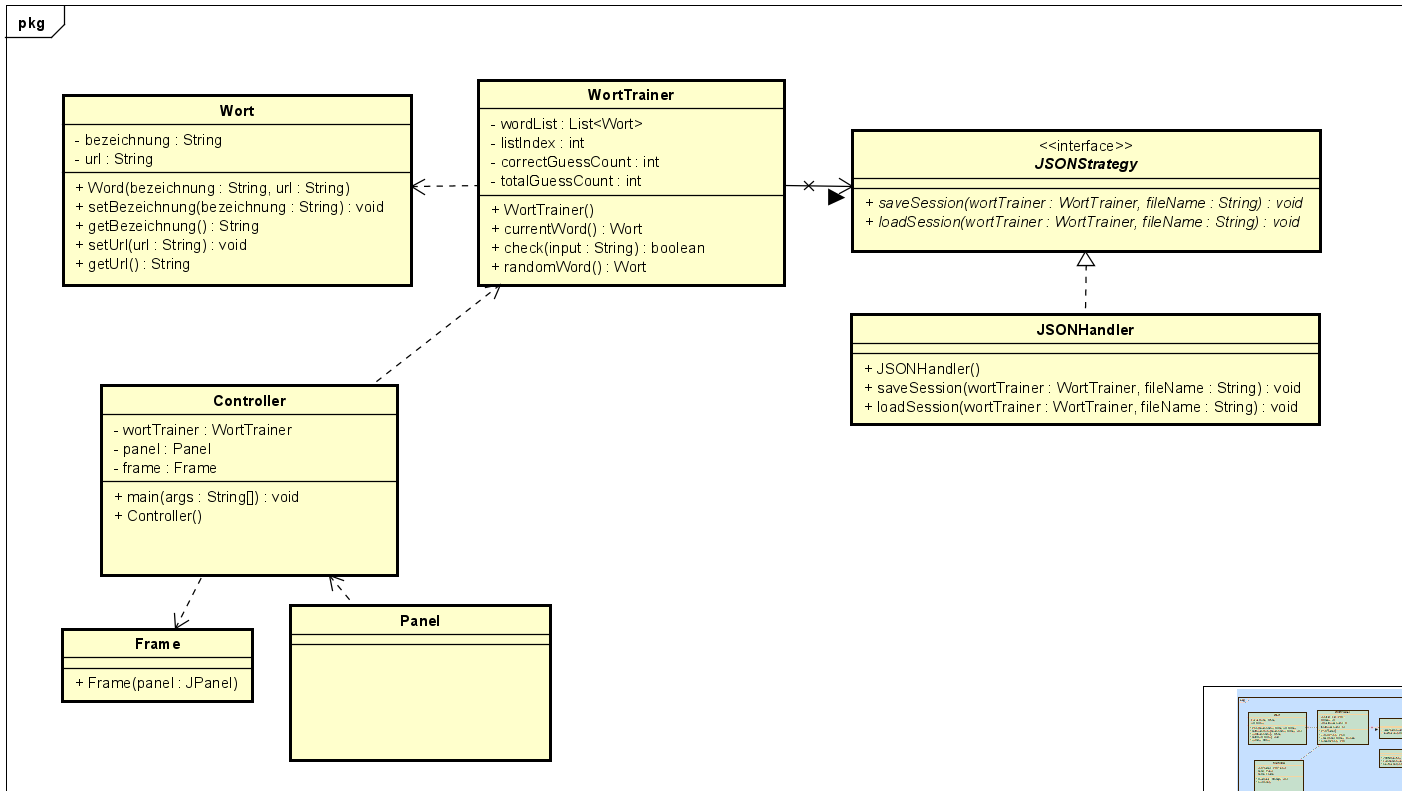 pkg
Wort
- bezeichnung : String
- url : String
+ Word(bezeichnung : String, url : String)
+ setBezeichnung(bezeichnung : String) : void
+ getBezeichnung() : String
+ setUrl(url : String) : void
+ getUrl() : String
WortTrainer
- wordList : List<Wort>
- listIndex : int
- correctGuessCount : int
- totalGuessCount : int
+ WortTrainer()
+ currentWord() : Wort
+ check(input : String) : boolean
+ randomWord() : Wort
<<interface>>
JSONStrategy
+ saveSession(wortTrainer : WortTrainer, fileName : String) : void
+ loadSession(wortTrainer : WortTrainer, fileName : String) : void
JSONHandler
+ JSONHandler()
+ saveSession(wortTrainer : WortTrainer, fileName : String) : void
+ loadSession(wortTrainer : WortTrainer, fileName : String) : void
Controller
- wortTrainer : WortTrainer
- panel : Panel
- frame : Frame
+ main(args : String[]) : void
+ Controller()
Frame
+ Frame(panel : JPanel)
Panel